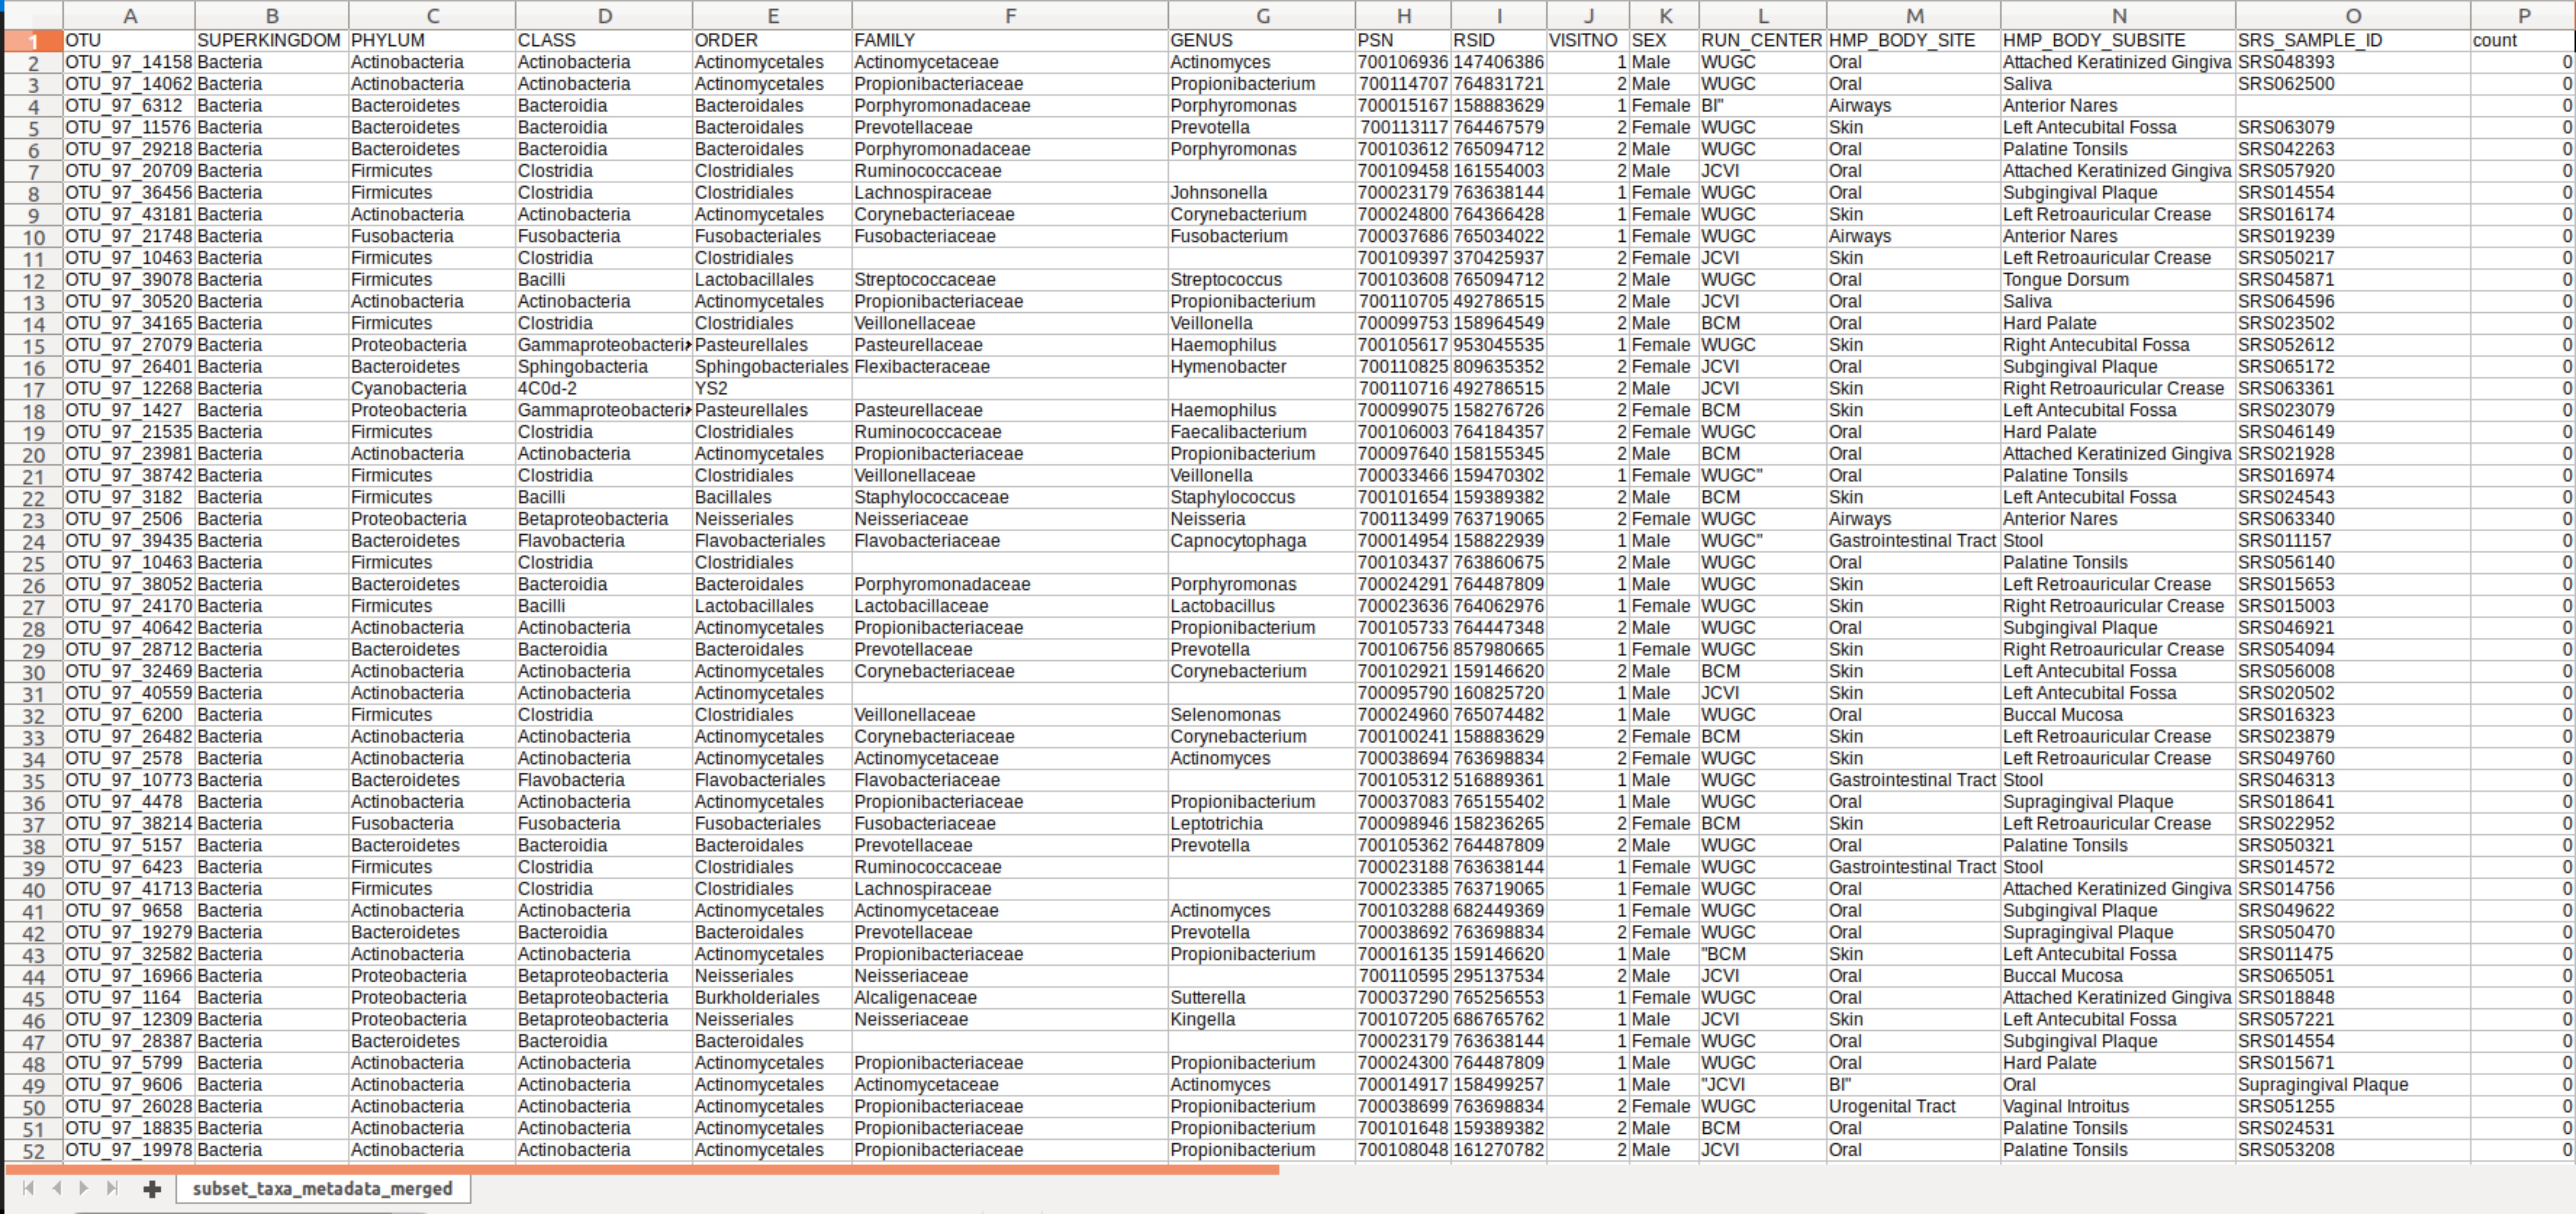 A B C D E F G H I J K L M N O P
1 OTU SUPERKINGDOM PHYLUM CLASS ORDER FAMILY GENUS PSN RSID VISITNO SEX RUN_CENTER HMP_BODY_SITE HMP_BODY_SUBSITE SRS_SAMPLE_ID count
2 OTU_97_14158 Bacteria Actinobacteria Actinobacteria Actinomycetales Actinomycetaceae Actinomyces 700106936 147406386 1 Male WUGC Oral Attached Keratinized Gingiva SRS048393 0
3 OTU_97_14062 Bacteria Actinobacteria Actinobacteria Actinomycetales Propionibacteriaceae Propionibacterium 700114707 764831721 2 Male WUGC Oral Saliva SRS062500 0
4 OTU_97_6312 Bacteria Bacteroidetes Bacteroidia Bacteroidales Porphyromonadaceae Porphyromonas 700015167 158883629 1 Female BI" Airways Anterior Nares 0
5 OTU_97_11576 Bacteria Bacteroidetes Bacteroidia Bacteroidales Prevotellaceae Prevotella 700113117 764467579 2 Female WUGC Skin Left Antecubital Fossa SRS063079 0
6 OTU_97_29218 Bacteria Bacteroidetes Bacteroidia Bacteroidales Porphyromonadaceae Porphyromonas 700103612 765094712 2 Male WUGC Oral Palatine Tonsils SRS042263 0
7 OTU_97_20709 Bacteria Firmicutes Clostridia Clostridiales Ruminococcaceae 700109458 161554003 2 Male JCVI Oral Attached Keratinized Gingiva SRS057920 0
8 OTU_97_36456 Bacteria Firmicutes Clostridia Clostridiales Lachnospiraceae Johnsonella 700023179 763638144 1 Female WUGC Oral Subgingival Plaque SRS014554 0
9 OTU_97_43181 Bacteria Actinobacteria Actinobacteria Actinomycetales Corynebacteriaceae Corynebacterium 700024800 764366428 1 Female WUGC Skin Left Retroauricular Crease SRS016174 0
10 OTU_97_21748 Bacteria Fusobacteria Fusobacteria Fusobacteriales Fusobacteriaceae Fusobacterium 700037686 765034022 1 Female WUGC Airways Anterior Nares SRS019239 0
11 OTU_97_10463 Bacteria Firmicutes Clostridia Clostridiales 700109397 370425937 2 Female JCVI Skin Left Retroauricular Crease SRS050217 0
12 OTU_97_39078 Bacteria Firmicutes Bacilli Lactobacillales Streptococcaceae Streptococcus 700103608 765094712 2 Male WUGC Oral Tongue Dorsum SRS045871 0
13 OTU_97_30520 Bacteria Actinobacteria Actinobacteria Actinomycetales Propionibacteriaceae Propionibacterium 700110705 492786515 2 Male JCVI Oral Saliva SRS064596 0
14 OTU_97_34165 Bacteria Firmicutes Clostridia Clostridiales Veillonellaceae Veillonella 700099753 158964549 2 Male BCM Oral Hard Palate SRS023502 0
15 OTU_97_27079 Bacteria Proteobacteria Gammaproteobacteri Pasteurellales Pasteurellaceae Haemophilus 700105617 953045535 1 Female WUGC Skin Right Antecubital Fossa SRS052612 0
16 OTU_97_26401 Bacteria Bacteroidetes Sphingobacteria Sphingobacteriales Flexibacteraceae Hymenobacter 700110825 809635352 2 Female JCVI Oral Subgingival Plaque SRS065172 0
17 OTU_97_12268 Bacteria Cyanobacteria 4C0d-2 YS2 700110716 492786515 2 Male JCVI Skin Right Retroauricular Crease SRS063361 0
18 OTU_97_1427 Bacteria Proteobacteria Gammaproteobacteri Pasteurellales Pasteurellaceae Haemophilus 700099075 158276726 2 Female BCM Skin Left Antecubital Fossa SRS023079 0
19 OTU_97_21535 Bacteria Firmicutes Clostridia Clostridiales Ruminococcaceae Faecalibacterium 700106003 764184357 2 Female WUGC Oral Hard Palate SRS046149 0
20 OTU_97_23981 Bacteria Actinobacteria Actinobacteria Actinomycetales Propionibacteriaceae Propionibacterium 700097640 158155345 2 Male BCM Oral Attached Keratinized Gingiva SRS021928 0
21 OTU_97_38742 Bacteria Firmicutes Clostridia Clostridiales Veillonellaceae Veillonella 700033466 159470302 1 Female WUGC" Oral Palatine Tonsils SRS016974 0
22 OTU_97_3182 Bacteria Firmicutes Bacilli Bacillales Staphylococcaceae Staphylococcus 700101654 159389382 2 Male BCM Skin Left Antecubital Fossa SRS024543 0
23 OTU_97_2506 Bacteria Proteobacteria Betaproteobacteria Neisseriales Neisseriaceae Neisseria 700113499 763719065 2 Female WUGC Airways Anterior Nares SRS063340 0
24 OTU_97_39435 Bacteria Bacteroidetes Flavobacteria Flavobacteriales Flavobacteriaceae Capnocytophaga 700014954 158822939 1 Male WUGC" Gastrointestinal Tract Stool SRS011157 0
25 OTU_97_10463 Bacteria Firmicutes Clostridia Clostridiales 700103437 763860675 2 Male WUGC Oral Palatine Tonsils SRS056140 0
26 OTU_97_38052 Bacteria Bacteroidetes Bacteroidia Bacteroidales Porphyromonadaceae Porphyromonas 700024291 764487809 1 Male WUGC Skin Left Retroauricular Crease SRS015653 0
27 OTU_97_24170 Bacteria Firmicutes Bacilli Lactobacillales Lactobacillaceae Lactobacillus 700023636 764062976 1 Female WUGC Skin Right Retroauricular Crease SRS015003 0
28 OTU_97_40642 Bacteria Actinobacteria Actinobacteria Actinomycetales Propionibacteriaceae Propionibacterium 700105733 764447348 2 Male WUGC Oral Subgingival Plaque SRS046921 0
29 OTU_97_28712 Bacteria Bacteroidetes Bacteroidia Bacteroidales Prevotellaceae Prevotella 700106756 857980665 1 Female WUGC Skin Right Retroauricular Crease SRS054094 0
30 OTU_97_32469 Bacteria Actinobacteria Actinobacteria Actinomycetales Corynebacteriaceae Corynebacterium 700102921 159146620 2 Male BCM Skin Left Antecubital Fossa SRS056008 0
31 OTU_97_40559 Bacteria Actinobacteria Actinobacteria Actinomycetales 700095790 160825720 1 Male JCVI Skin Left Antecubital Fossa SRS020502 0
32 OTU_97_6200 Bacteria Firmicutes Clostridia Clostridiales Veillonellaceae Selenomonas 700024960 765074482 1 Male WUGC Oral Buccal Mucosa SRS016323 0
33 OTU_97_26482 Bacteria Actinobacteria Actinobacteria Actinomycetales Corynebacteriaceae Corynebacterium 700100241 158883629 2 Female BCM Skin Left Retroauricular Crease SRS023879 0
34 OTU_97_2578 Bacteria Actinobacteria Actinobacteria Actinomycetales Actinomycetaceae Actinomyces 700038694 763698834 2 Female WUGC Skin Left Retroauricular Crease SRS049760 0
35 OTU_97_10773 Bacteria Bacteroidetes Flavobacteria Flavobacteriales Flavobacteriaceae 700105312 516889361 1 Male WUGC Gastrointestinal Tract Stool SRS046313 0
36 OTU_97_4478 Bacteria Actinobacteria Actinobacteria Actinomycetales Propionibacteriaceae Propionibacterium 700037083 765155402 1 Male WUGC Oral Supragingival Plaque SRS018641 0
37 OTU_97_38214 Bacteria Fusobacteria Fusobacteria Fusobacteriales Fusobacteriaceae Leptotrichia 700098946 158236265 2 Female BCM Skin Left Retroauricular Crease SRS022952 0
38 OTU_97_5157 Bacteria Bacteroidetes Bacteroidia Bacteroidales Prevotellaceae Prevotella 700105362 764487809 2 Male WUGC Oral Palatine Tonsils SRS050321 0
39 OTU_97_6423 Bacteria Firmicutes Clostridia Clostridiales Ruminococcaceae 700023188 763638144 1 Female WUGC Gastrointestinal Tract Stool SRS014572 0
40 OTU_97_41713 Bacteria Firmicutes Clostridia Clostridiales Lachnospiraceae 700023385 763719065 1 Female WUGC Oral Attached Keratinized Gingiva SRS014756 0
41 OTU_97_9658 Bacteria Actinobacteria Actinobacteria Actinomycetales Actinomycetaceae Actinomyces 700103288 682449369 1 Female WUGC Oral Subgingival Plaque SRS049622 0
42 OTU_97_19279 Bacteria Bacteroidetes Bacteroidia Bacteroidales Prevotellaceae Prevotella 700038692 763698834 2 Female WUGC Oral Supragingival Plaque SRS050470 0
43 OTU_97_32582 Bacteria Actinobacteria Actinobacteria Actinomycetales Propionibacteriaceae Propionibacterium 700016135 159146620 1 Male "BCM Skin Left Antecubital Fossa SRS011475 0
44 OTU_97_16966 Bacteria Proteobacteria Betaproteobacteria Neisseriales Neisseriaceae 700110595 295137534 2 Male JCVI Oral Buccal Mucosa SRS065051 0
45 OTU_97_1164 Bacteria Proteobacteria Betaproteobacteria Burkholderiales Alcaligenaceae Sutterella 700037290 765256553 1 Female WUGC Oral Attached Keratinized Gingiva SRS018848 0
46 OTU_97_12309 Bacteria Proteobacteria Betaproteobacteria Neisseriales Neisseriaceae Kingella 700107205 686765762 1 Male JCVI Skin Left Antecubital Fossa SRS057221 0
47 OTU_97_28387 Bacteria Bacteroidetes Bacteroidia Bacteroidales 700023179 763638144 1 Female WUGC Oral Subgingival Plaque SRS014554 0
48 OTU_97_5799 Bacteria Actinobacteria Actinobacteria Actinomycetales Propionibacteriaceae Propionibacterium 700024300 764487809 1 Male WUGC Oral Hard Palate SRS015671 0
49 OTU_97_9606 Bacteria Actinobacteria Actinobacteria Actinomycetales Actinomycetaceae Actinomyces 700014917 158499257 1 Male "JCVI BI" Oral Supragingival Plaque 0
50 OTU_97_26028 Bacteria Actinobacteria Actinobacteria Actinomycetales Propionibacteriaceae Propionibacterium 700038699 763698834 2 Female WUGC Urogenital Tract Vaginal Introitus SRS051255 0
51 OTU_97_18835 Bacteria Actinobacteria Actinobacteria Actinomycetales Propionibacteriaceae Propionibacterium 700101648 159389382 2 Male BCM Oral Palatine Tonsils SRS024531 0
52 OTU_97_19978 Bacteria Actinobacteria Actinobacteria Actinomycetales Propionibacteriaceae Propionibacterium 700108048 161270782 2 Male JCVI Oral Palatine Tonsils SRS053208 0
subset_taxa_metadata_merged